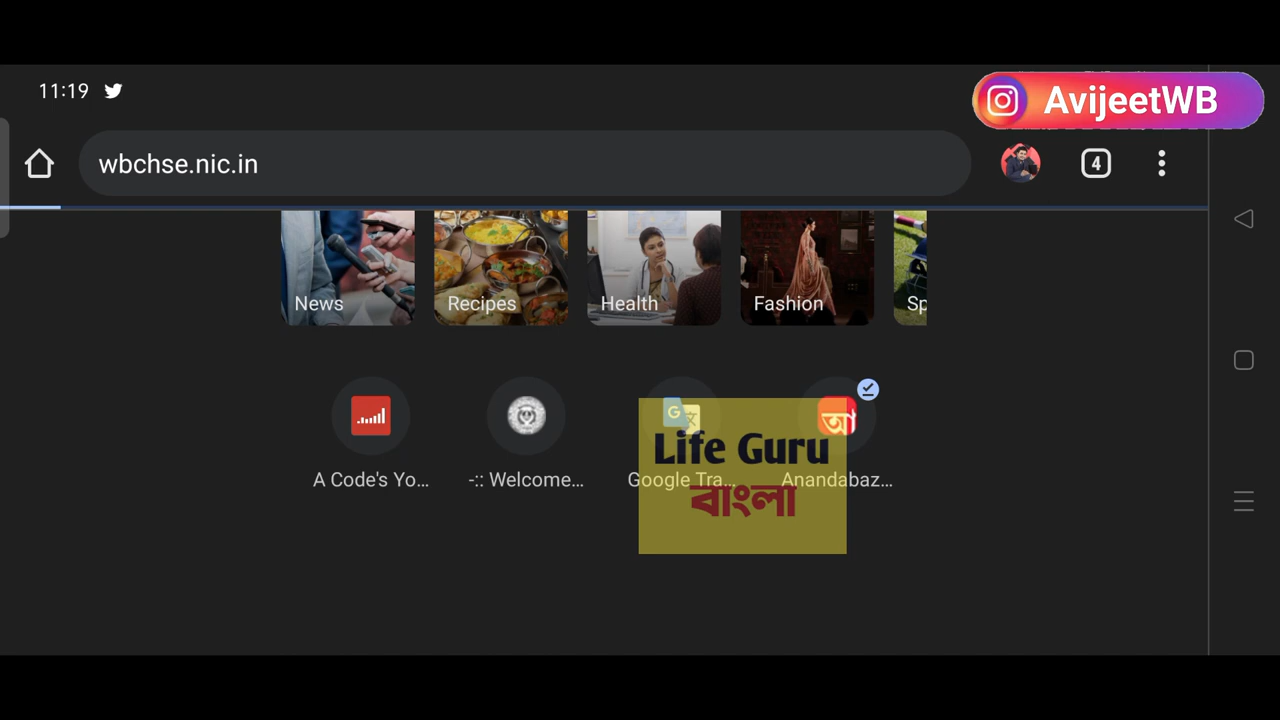 11:19
AvijeetWB
wbchse.nic.in
4
News
Recipes
Health
Fashion
Sp
G
আ
A Code's Yo...
-:: Welcome...
Google Tra...
Anandabaz...
Life Guru
বাংলা